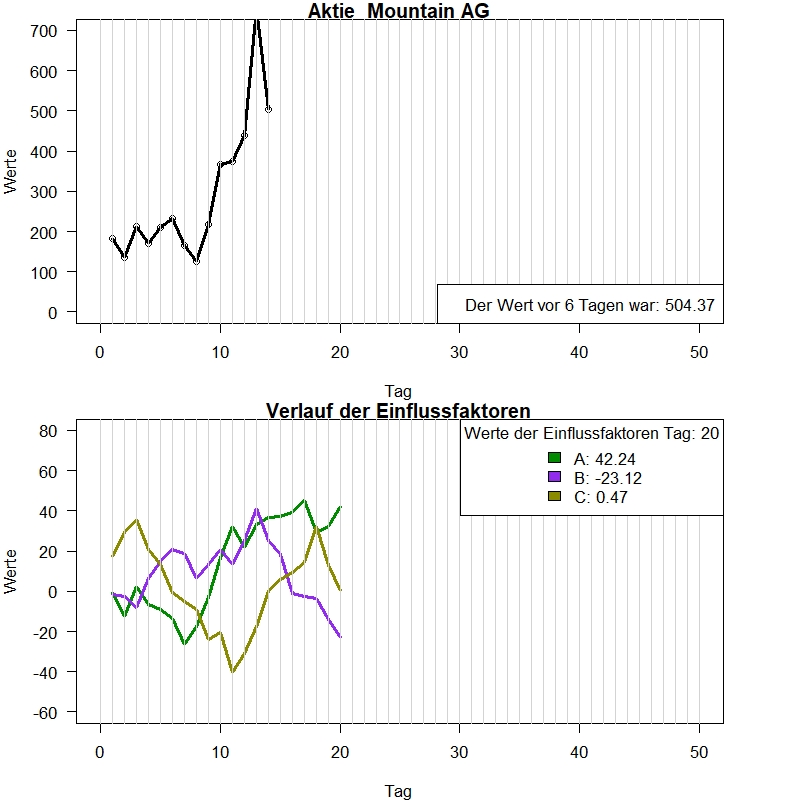 Aktie  Mountain AG
Werte
700
600
500
400
300
200
100
0
Der Wert vor 6 Tagen war: 504.37
0 10 20 30 40 50
Tag
Verlauf der Einflussfaktoren
Werte
80
60
40
20
0
-20
-40
-60
Werte der Einflussfaktoren Tag: 20
A: 42.24
B: -23.12
C: 0.47
0 10 20 30 40 50
Tag